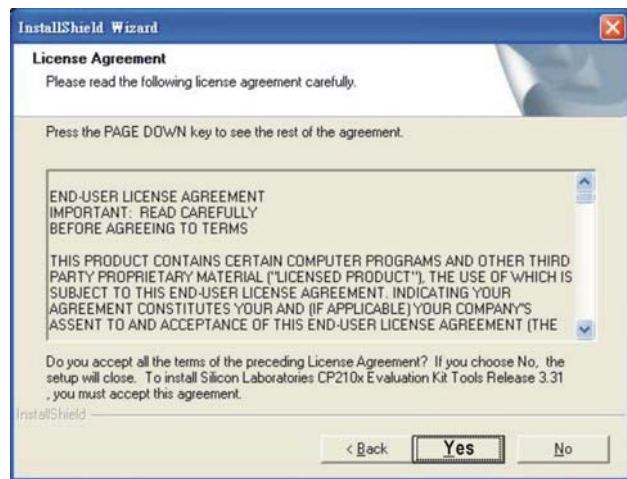 InstallShield Wizard
License Agreement
Please read the following license agreement carefully.
Press the PAGE DOWN key to see the rest of the agreement.
END-USER LICENSE AGREEMENT
IMPORTANT: READ CAREFULLY
BEFORE AGREEING TO TERMS
THIS PRODUCT CONTAINS CERTAIN COMPUTER PROGRAMS AND OTHER THIRD
PARTY PROPRIETARY MATERIAL ("LICENSED PRODUCT"), THE USE OF WHICH IS
SUBJECT TO THIS END-USER LICENSE AGREEMENT. INDICATING YOUR
AGREEMENT CONSTITUTES YOUR AND (IF APPLICABLE) YOUR COMPANY'S
ASSENT TO AND ACCEPTANCE OF THIS END-USER LICENSE AGREEMENT (THE
Do you accept all the terms of the preceding License Agreement? If you choose No, the
setup will close. To install Silicon Laboratories CP210x Evaluation Kit Tools Release 3.31
, you must accept this agreement.
InstallShield
< Back Yes No